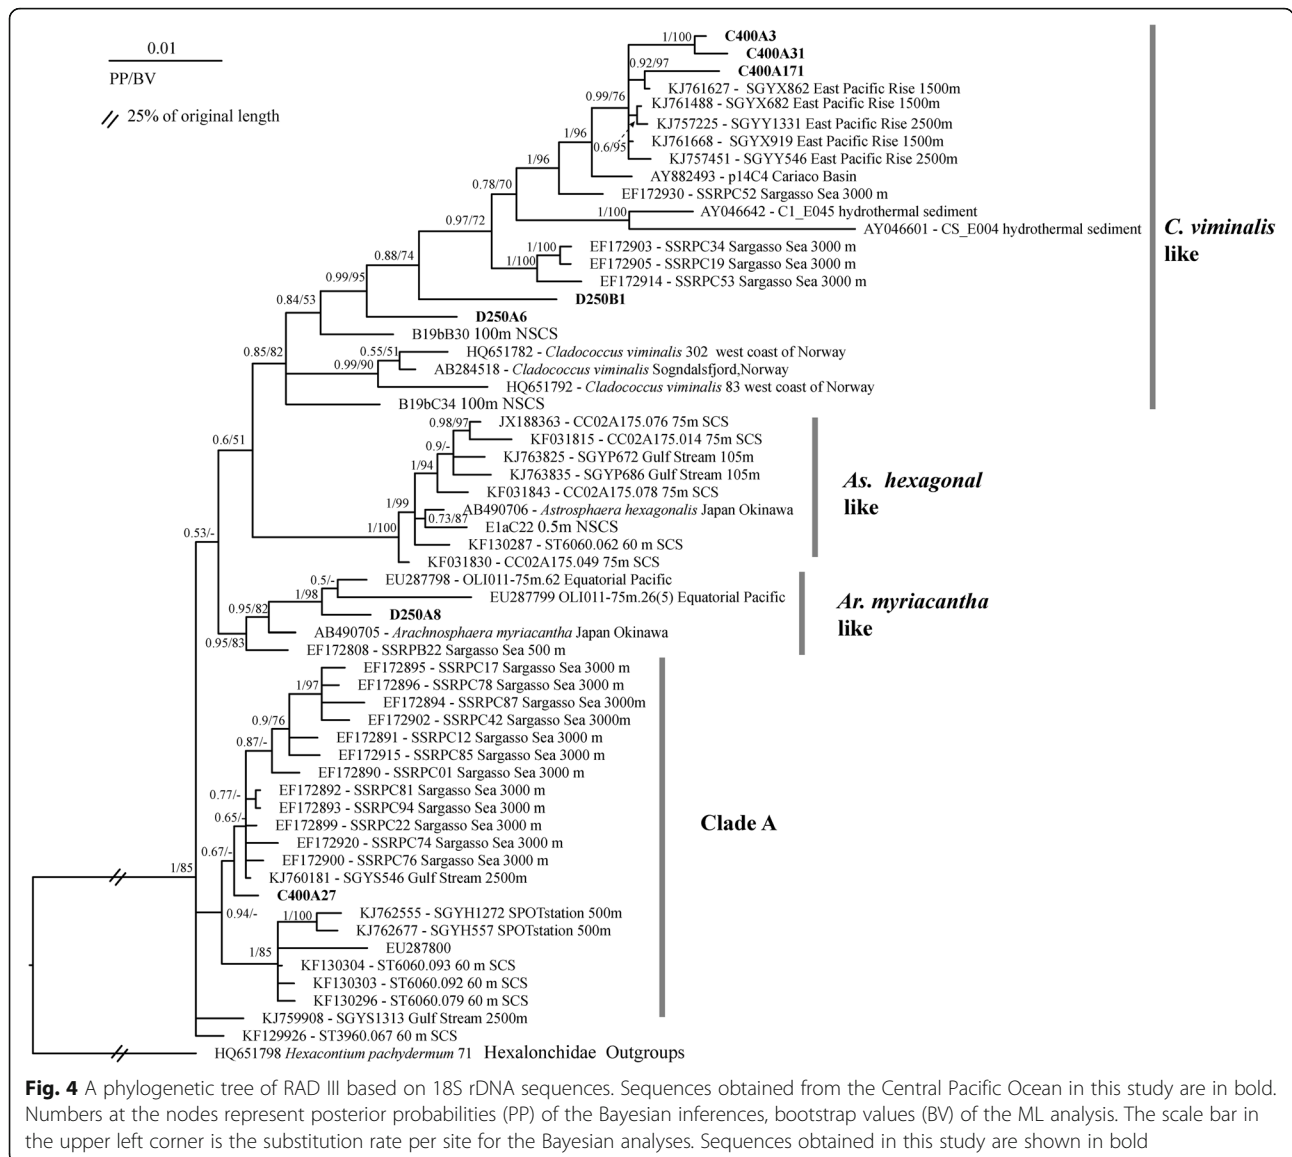 0.01
PP/BV
25% of original length
1/100
C400A3
C400A31
0.92/97
C400A171
KJ761627 - SGYX862 East Pacific Rise 1500m
0.99/76
KJ761488 - SGYX682 East Pacific Rise 1500m
KJ757225 - SGYY1331 East Pacific Rise 2500m
1/96
0.6/95
KJ761668 - SGYX919 East Pacific Rise 1500m
1/96
KJ757451 - SGYY546 East Pacific Rise 2500m
AY882493 - p14C4 Cariaco Basin
0.78/70
EF172930 - SSRPC52 Sargasso Sea 3000 m
1/100
AY046642 - C1_E045 hydrothermal sediment
0.97/72
AY046601 - CS_E004 hydrothermal sediment
C. viminalis
like
1/100
EF172903 - SSRPC34 Sargasso Sea 3000 m
0.88/74
1/100
EF172905 - SSRPC19 Sargasso Sea 3000 m
0.99/95
EF172914 - SSRPC53 Sargasso Sea 3000 m
0.84/53
D250B1
D250A6
B19bB30 100m NSCS
0.85/82
0.55/51
HQ651782 - Cladococcus viminalis 302 west coast of Norway
0.99/90
AB284518 - Cladococcus viminalis Sogndalsfjord,Norway
HQ651792 - Cladococcus viminalis 83 west coast of Norway
B19bC34 100m NSCS
0.98/97
JX188363 - CC02A175.076 75m SCS
0.6/51
0.9/-
KF031815 - CC02A175.014 75m SCS
KJ763825 - SGYP672 Gulf Stream 105m
1/94
KJ763835 - SGYP686 Gulf Stream 105m
KF031843 - CC02A175.078 75m SCS
As. hexagonal
like
1/99
AB490706 - Astrosphaera hexagonalis Japan Okinawa
0.73/87
1/100
E1aC22 0.5m NSCS
0.53/-
KF130287 - ST6060.062 60 m SCS
KF031830 - CC02A175.049 75m SCS
0.5/-
EU287798 - OLI011-75m.62 Equatorial Pacific
1/98
EU287799 OLI011-75m.26(5) Equatorial Pacific
0.95/82
D250A8
Ar. myriacantha
like
AB490705 - Arachnosphaera myriacantha Japan Okinawa
0.95/83
EF172808 - SSRPB22 Sargasso Sea 500 m
EF172895 - SSRPC17 Sargasso Sea 3000 m
1/97
EF172896 - SSRPC78 Sargasso Sea 3000 m
EF172894 - SSRPC87 Sargasso Sea 3000m
0.9/76
EF172902 - SSRPC42 Sargasso Sea 3000m
EF172891 - SSRPC12 Sargasso Sea 3000 m
0.87/-
EF172915 - SSRPC85 Sargasso Sea 3000 m
EF172890 - SSRPC01 Sargasso Sea 3000 m
0.77/-
EF172892 - SSRPC81 Sargasso Sea 3000 m
EF172893 - SSRPC94 Sargasso Sea 3000 m
0.65/-
EF172899 - SSRPC22 Sargasso Sea 3000 m
Clade A
EF172920 - SSRPC74 Sargasso Sea 3000 m
0.67/-
EF172900 - SSRPC76 Sargasso Sea 3000 m
1/85
KJ760181 - SGYS546 Gulf Stream 2500m
C400A27
0.94/-
1/100
KJ762555 - SGYH1272 SPOTstation 500m
KJ762677 - SGYH557 SPOTstation 500m
1/85
EU287800
KF130304 - ST6060.093 60 m SCS
KF130303 - ST6060.092 60 m SCS
KF130296 - ST6060.079 60 m SCS
KJ759908 - SGYS1313 Gulf Stream 2500m
KF129926 - ST3960.067 60 m SCS
HQ651798 Hexacontium pachydermum 71 Hexalonchidae Outgroups
Fig. 4 A phylogenetic tree of RAD III based on 18S rDNA sequences. Sequences obtained from the Central Pacific Ocean in this study are in bold.
Numbers at the nodes represent posterior probabilities (PP) of the Bayesian inferences, bootstrap values (BV) of the ML analysis. The scale bar in
the upper left corner is the substitution rate per site for the Bayesian analyses. Sequences obtained in this study are shown in bold